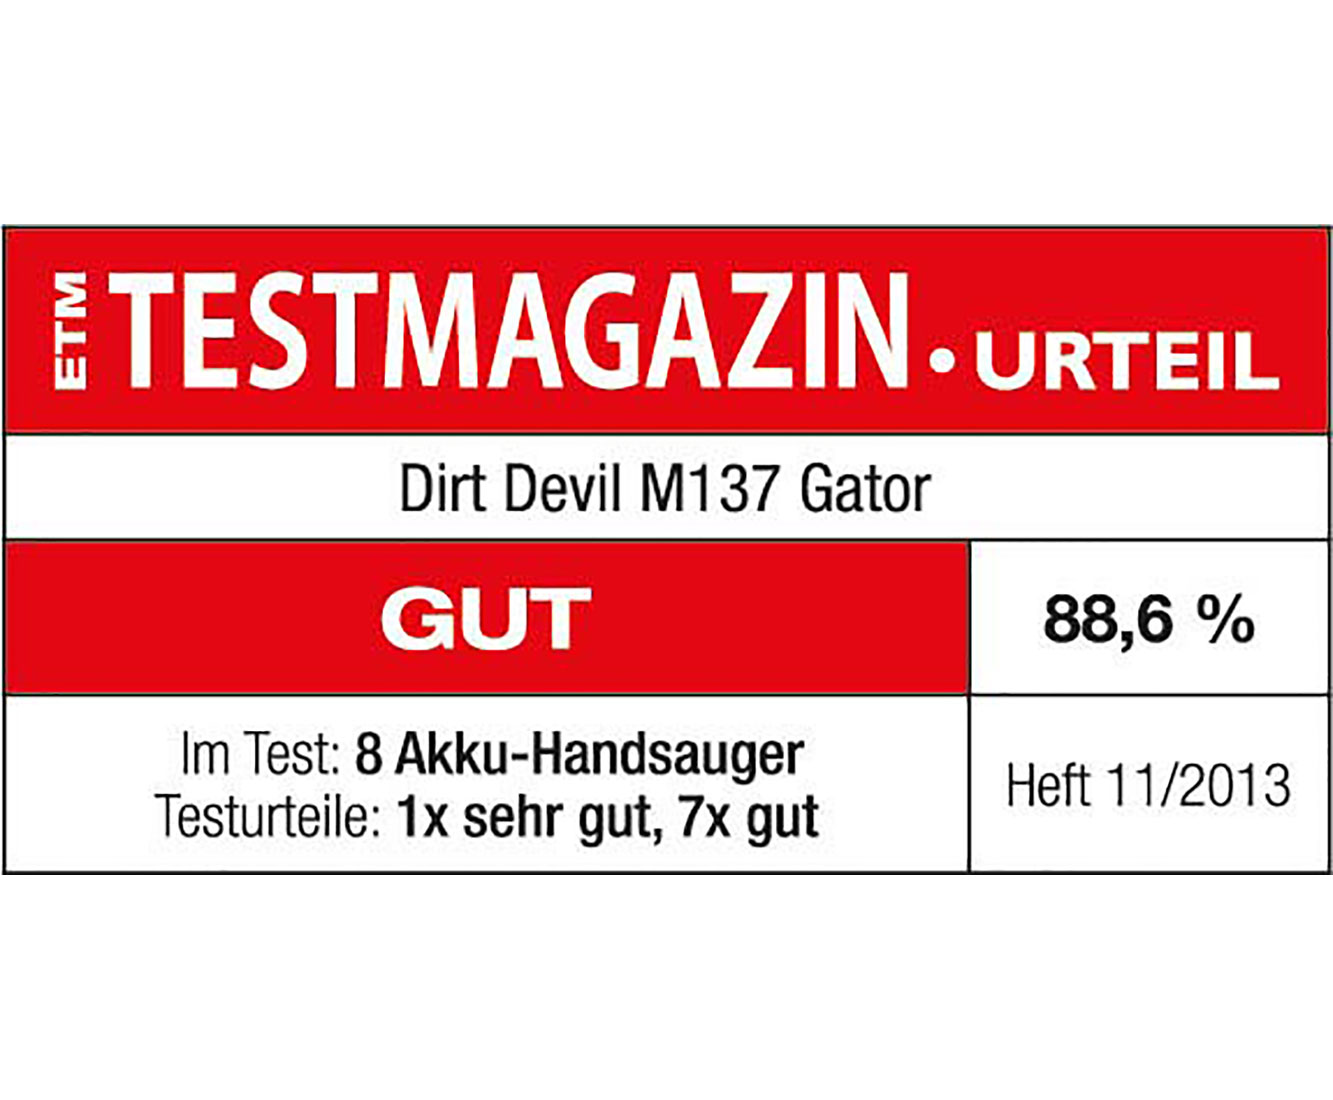 ETM TESTMAGAZIN • URTEIL
Dirt Devil M137 Gator
GUT
88,6 %
Im Test: 8 Akku-Handsauger
Testurteile: 1x sehr gut, 7x gut
Heft 11/2013